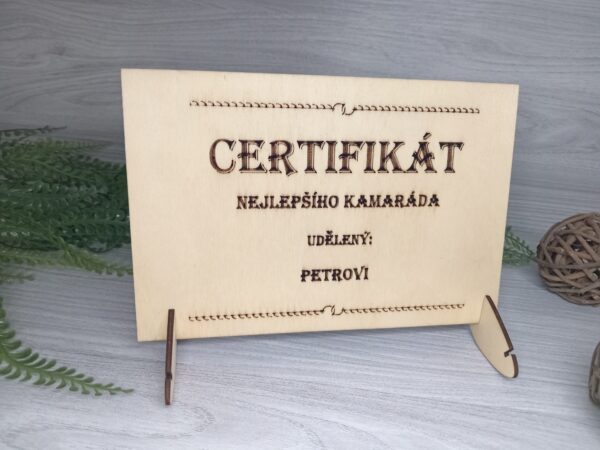 CERTIFIKÁT
NEJLEPŠÍHO KAMARÁDA
UDĚLENÝ:
PETROVI